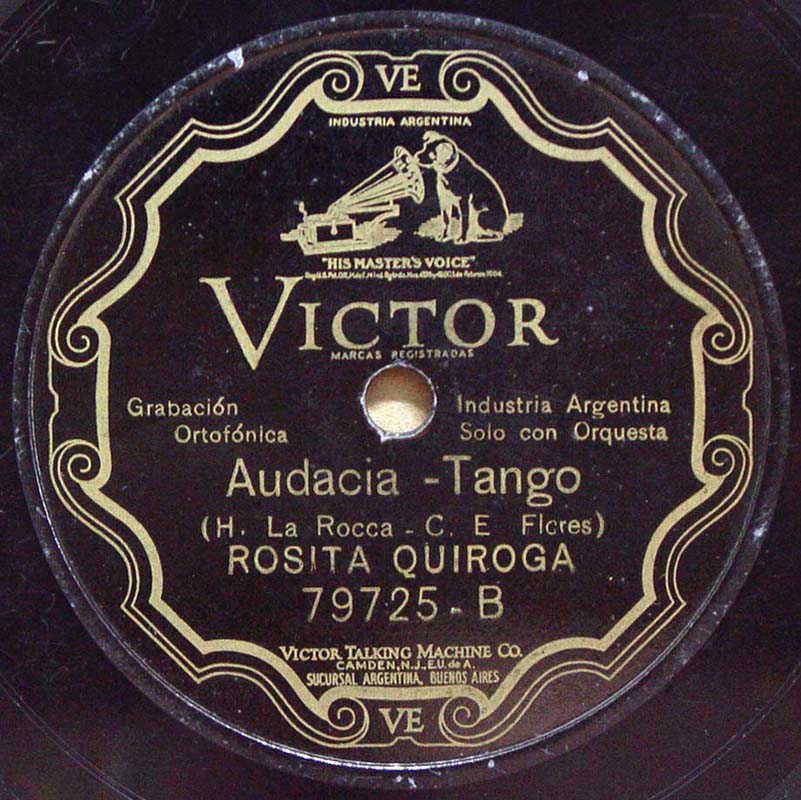 VE
INDUSTRIA ARGENTINA
"HIS MASTER'S VOICE"
VICTOR
MARCAS REGISTRADAS
Grabación Industria Argentina
Ortofónica Solo con Orquesta
Audacia - Tango
(H. La Rocca - C. E Flores)
ROSITA QUIROGA
79725 - B
VICTOR TALKING MACHINE CO.
CAMDEN, N.J., E.U. de A.
SUCURSAL ARGENTINA, BUENOS AIRES
VE